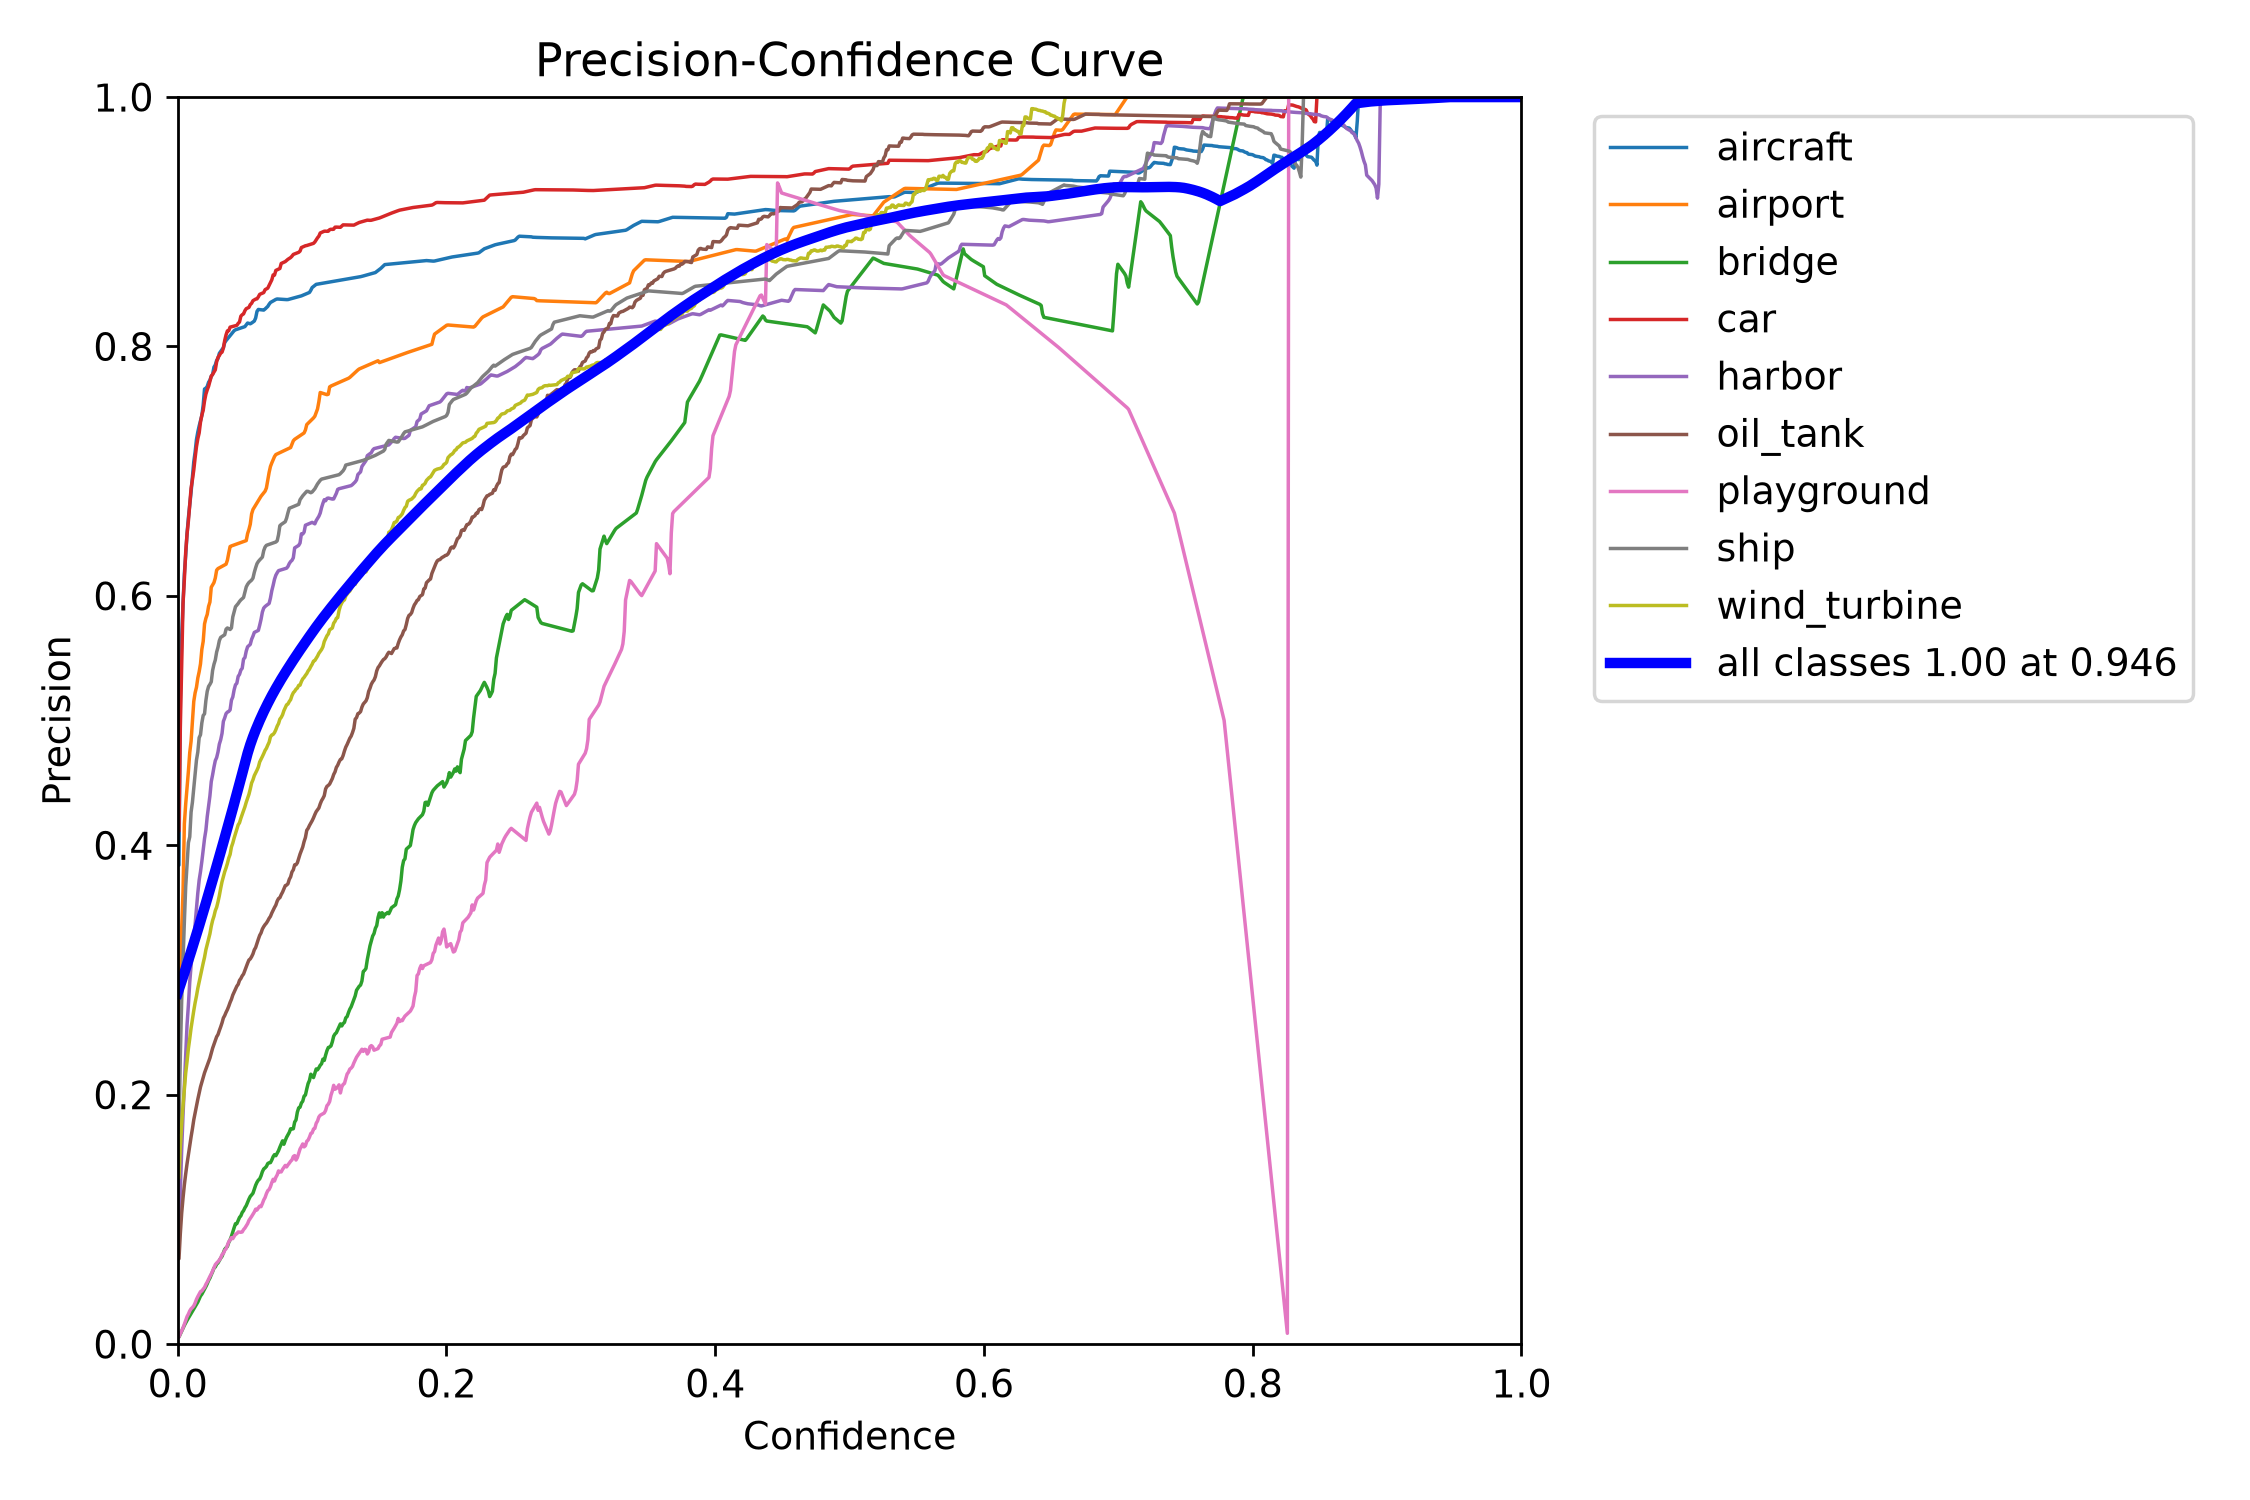 Precision-Confidence Curve
1.0
0.8
0.6
0.4
0.2
0.0
Precision
0.0 0.2 0.4 0.6 0.8 1.0
Confidence
aircraft
airport
bridge
car
harbor
oil_tank
playground
ship
wind_turbine
all classes 1.00 at 0.946